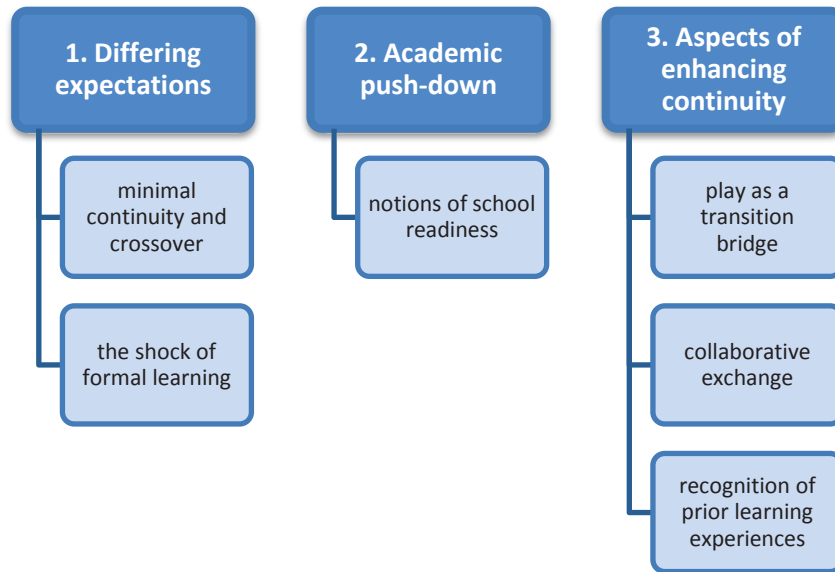 1. Differing
expectations
minimal
continuity and
crossover
the shock of
formal learning
2. Academic
push-down
notions of school
readiness
3. Aspects of
enhancing
continuity
play as a
transition
bridge
collaborative
exchange
recognition of
prior learning
experiences